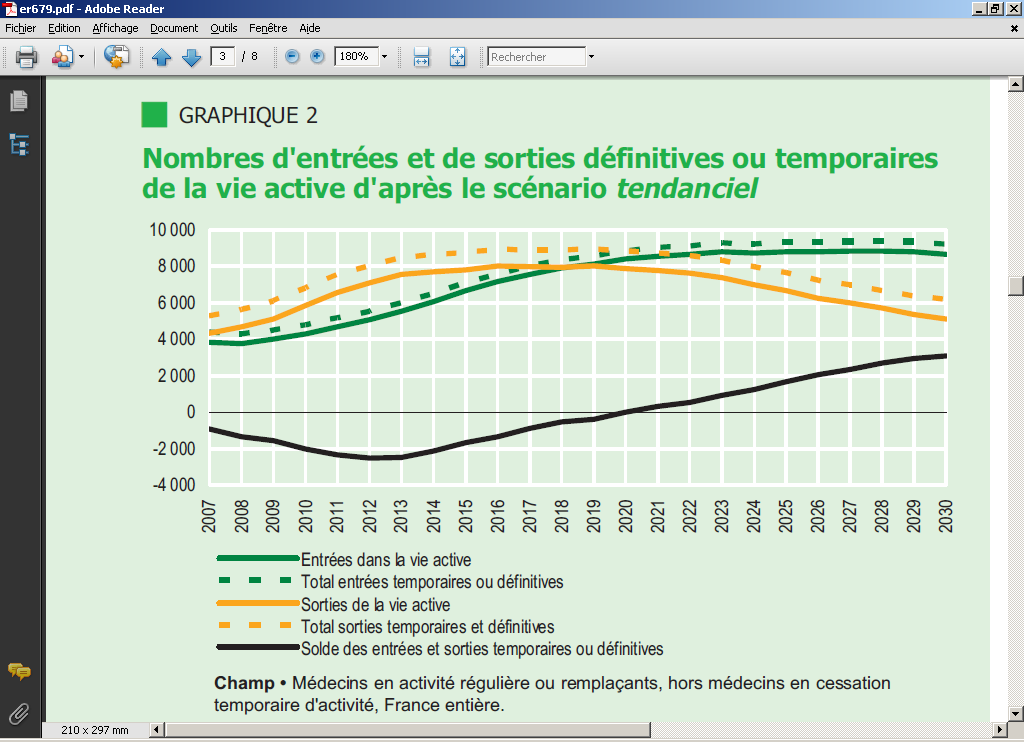 er679.pdf - Adobe Reader
Fichier Edition Affichage Document Outils Fenêtre Aide
3 / 8 180% Rechercher
GRAPHIQUE 2
Nombres d'entrées et de sorties définitives ou temporaires
de la vie active d'après le scénario tendanciel
10 000
8 000
6 000
4 000
2 000
0
-2 000
-4 000
2007 2008 2009 2010 2011 2012 2013 2014 2015 2016 2017 2018 2019 2020 2021 2022 2023 2024 2025 2026 2027 2028 2029 2030
Entrées dans la vie active
Total entrées temporaires ou définitives
Sorties de la vie active
Total sorties temporaires et définitives
Solde des entrées et sorties temporaires ou définitives
Champ • Médecins en activité régulière ou remplaçants, hors médecins en cessation
temporaire d'activité, France entière.
210 x 297 mm